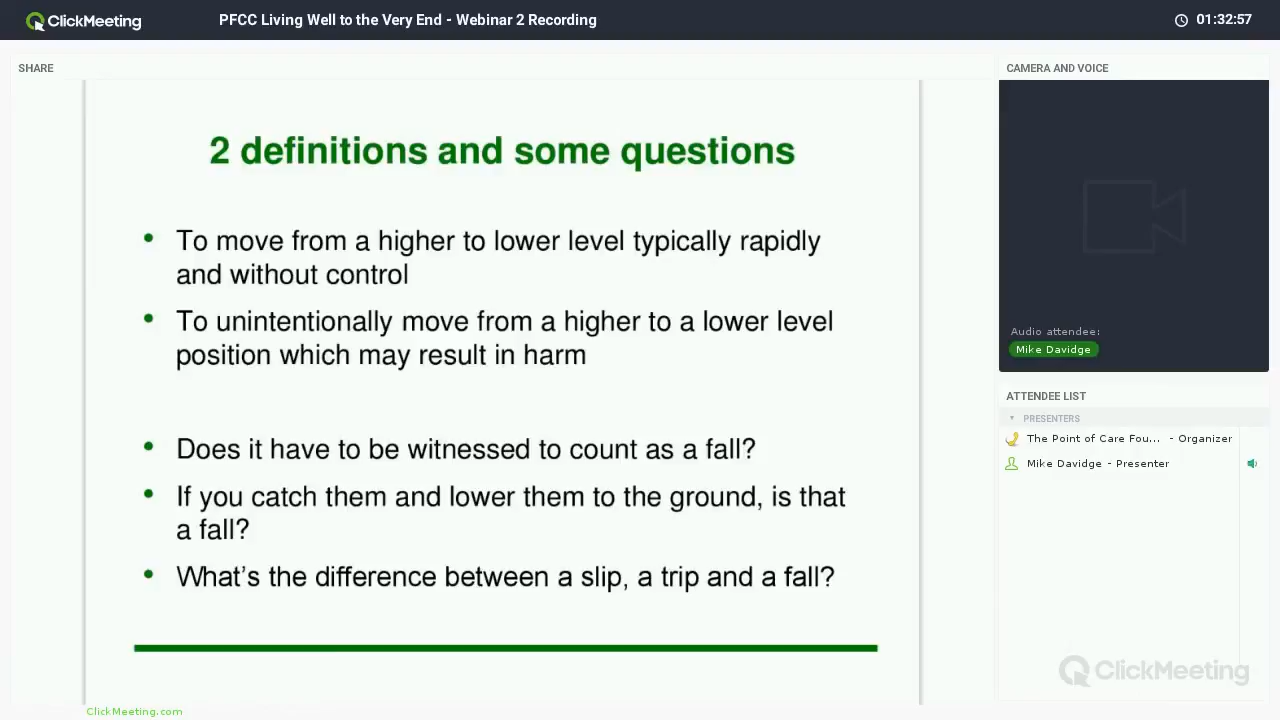 ClickMeeting
PFCC Living Well to the Very End - Webinar 2 Recording
01:32:57
SHARE
2 definitions and some questions
• To move from a higher to lower level typically rapidly
and without control
• To unintentionally move from a higher to a lower level
position which may result in harm
• Does it have to be witnessed to count as a fall?
• If you catch them and lower them to the ground, is that
a fall?
• What's the difference between a slip, a trip and a fall?
CAMERA AND VOICE
Audio attendee:
Mike Davidge
ATTENDEE LIST
PRESENTERS
The Point of Care Fou... - Organizer
Mike Davidge - Presenter
ClickMeeting
ClickMeeting.com